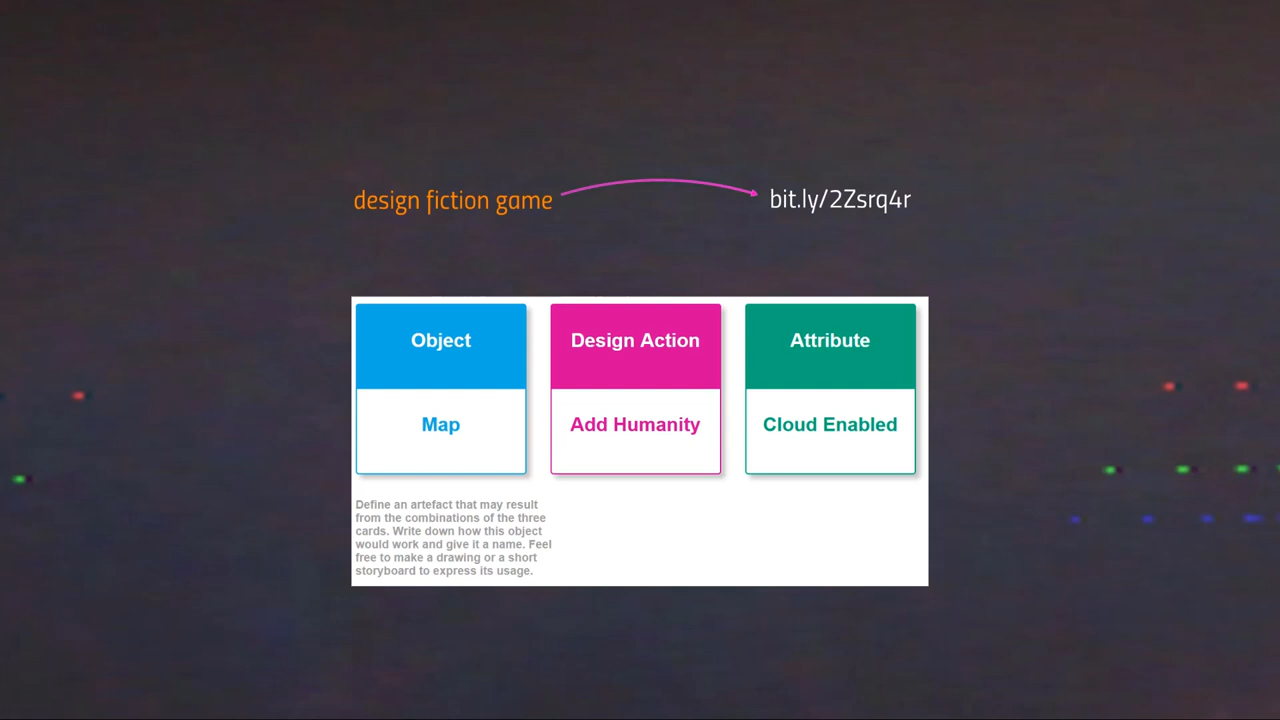 design fiction game
bit.ly/2Zsrq4r
Object
Design Action
Attribute
Map
Add Humanity
Cloud Enabled
Define an artefact that may result
from the combinations of the three
cards. Write down how this object
would work and give it a name. Feel
free to make a drawing or a short
storyboard to express its usage.